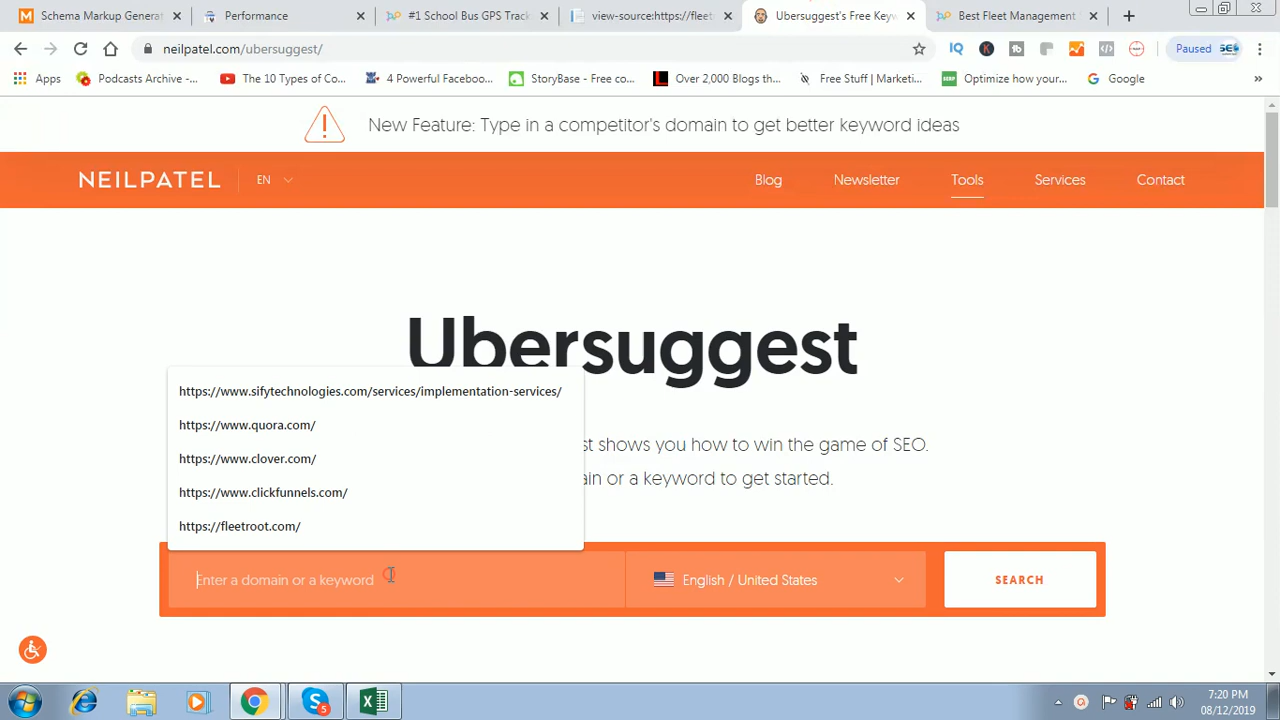 Schema Markup Generat
Performance
#1 School Bus GPS Track
view-source:https://fleet
Ubersuggest's Free Keyw
Best Fleet Management
neilpatel.com/ubersuggest/
Paused
Apps
Podcasts Archive -...
The 10 Types of Co...
4 Powerful Faceboo...
StoryBase - Free co...
Over 2,000 Blogs th...
Free Stuff | Marketi...
Optimize how your...
Google
New Feature: Type in a competitor's domain to get better keyword ideas
NEILPATEL
EN
Blog
Newsletter
Tools
Services
Contact
Ubersuggest
https://www.sifytechnologies.com/services/implementation-services/
https://www.quora.com/
https://www.clover.com/
https://www.clickfunnels.com/
https://fleetroot.com/
st shows you how to win the game of SEO.
ain or a keyword to get started.
Enter a domain or a keyword
English / United States
SEARCH
7:20 PM
08/12/2019